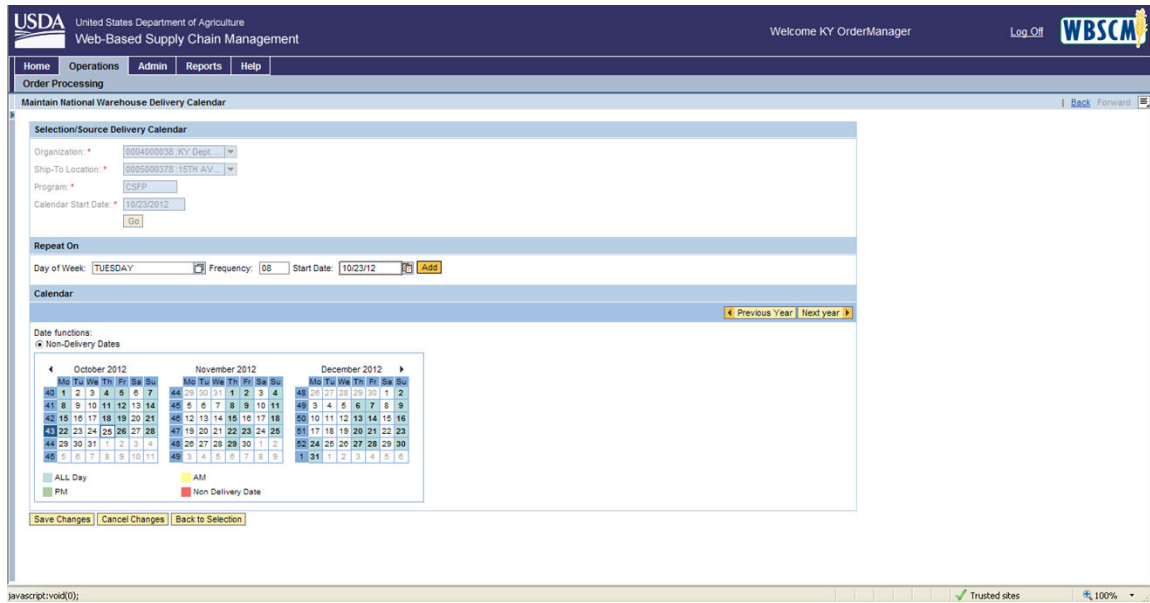 USDA United States Department of Agriculture
Web-Based Supply Chain Management
Welcome KY OrderManager
Log Off
WBSCM
Home Operations Admin Reports Help
Order Processing
Maintain National Warehouse Delivery Calendar
| Back Forward
Selection/Source Delivery Calendar
Organization: * 0004000038 :KY Dept. ...
Ship-To Location: * 0005000378 :15TH AV...
Program: * CSFP
Calendar Start Date: * 10/23/2012
Go
Repeat On
Day of Week: TUESDAY Frequency: 08 Start Date: 10/23/12 Add
Calendar
Previous Year Next year
Date functions:
Non-Delivery Dates
October 2012 November 2012 December 2012
Mo Tu We Th Fr Sa Su Mo Tu We Th Fr Sa Su Mo Tu We Th Fr Sa Su
40 1 2 3 4 5 6 7 44 29 30 31 1 2 3 4 48 26 27 28 29 30 1 2
41 8 9 10 11 12 13 14 45 5 6 7 8 9 10 11 49 3 4 5 6 7 8 9
42 15 16 17 18 19 20 21 46 12 13 14 15 16 17 18 50 10 11 12 13 14 15 16
43 22 23 24 25 26 27 28 47 19 20 21 22 23 24 25 51 17 18 19 20 21 22 23
44 29 30 31 1 2 3 4 48 26 27 28 29 30 1 2 52 24 25 26 27 28 29 30
45 5 6 7 8 9 10 11 49 3 4 5 6 7 8 9 1 31 1 2 3 4 5 6
ALL Day AM
PM Non Delivery Date
Save Changes Cancel Changes Back to Selection
javascript:void(0);
Trusted sites
100%